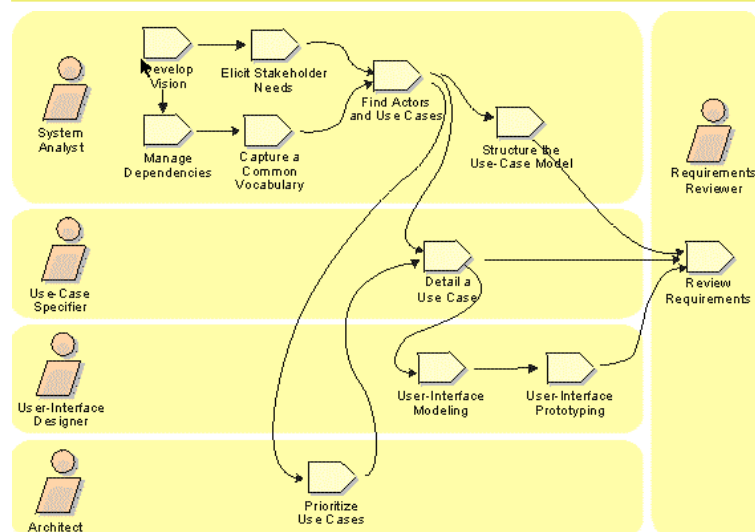 Develop
Vision
Elicit Stakeholder
Needs
Find Actors
and Use Cases
System
Analyst
Manage
Dependencies
Capture a
Common
Vocabulary
Structure the
Use-Case Model
Requirements
Reviewer
Use-Case
Specifier
Detail a
Use Case
Review
Requirements
User-Interface
Designer
User-Interface
Modeling
User-Interface
Prototyping
Architect
Prioritize
Use Cases